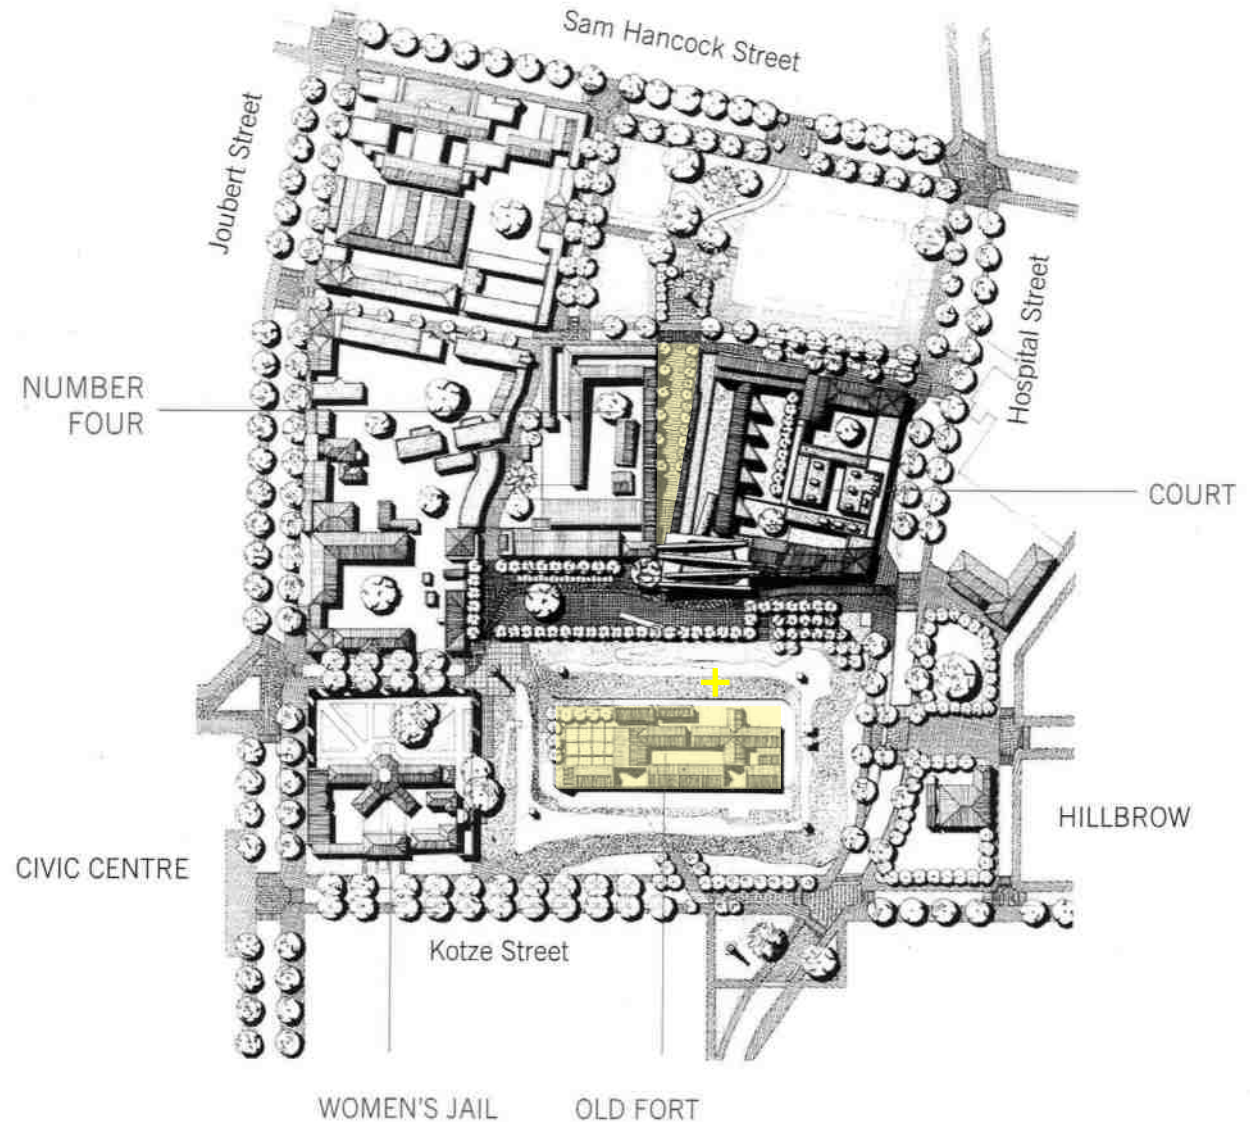 Sam Hancock Street
Joubert Street
Hospital Street
NUMBER
FOUR
COURT
HILLBROW
CIVIC CENTRE
Kotze Street
WOMEN'S JAIL
OLD FORT